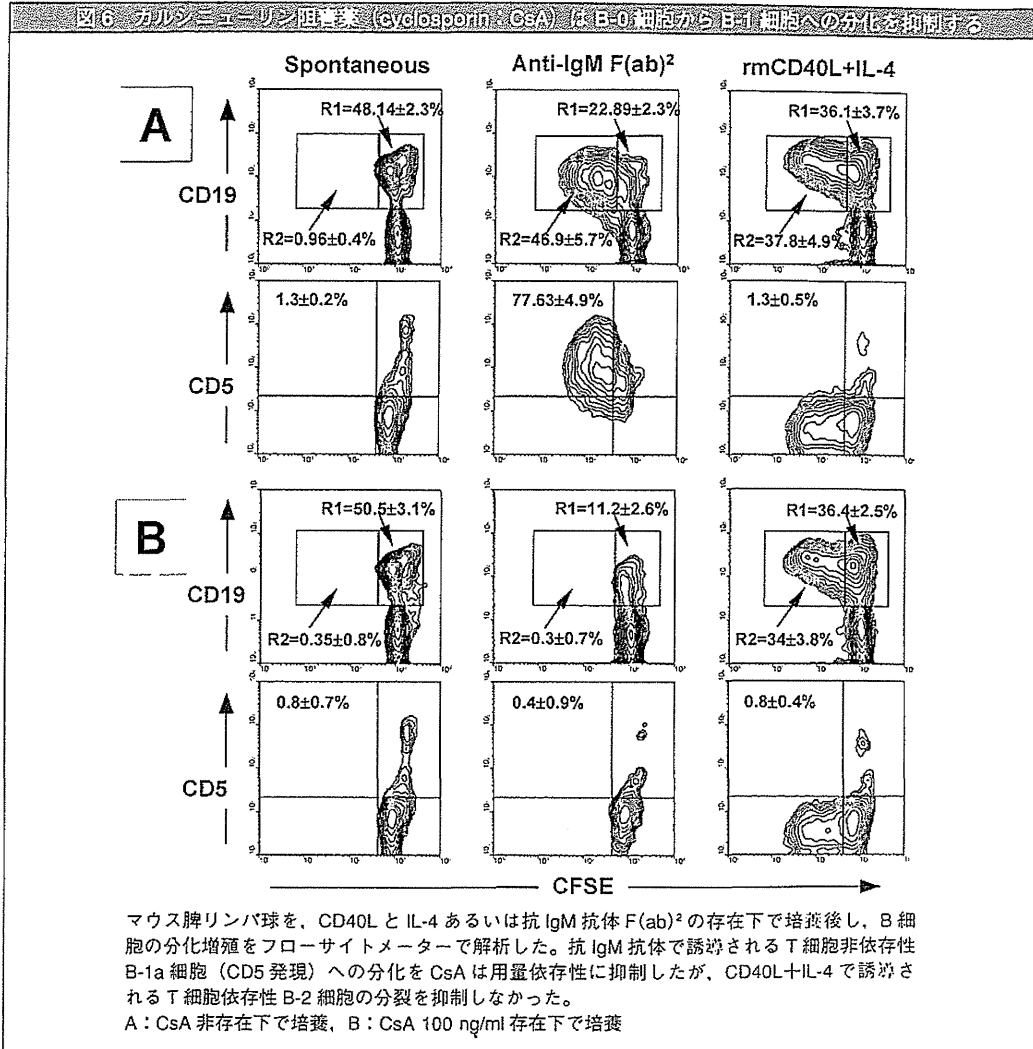 図6 カルシニューリン阻害薬 (cyclosporin : CsA) は B-0 細胞から B-1 細胞への分化を抑制する
Spontaneous
Anti-IgM F(ab)²
rmCD40L+IL-4
A
R1=48.14±2.3%
R1=22.89±2.3%
R1=36.1±3.7%
CD19
R2=0.96±0.4%
R2=46.9±5.7%
R2=37.8±4.9%
1.3±0.2%
77.63±4.9%
1.3±0.5%
CD5
B
R1=50.5±3.1%
R1=11.2±2.6%
R1=36.4±2.5%
CD19
R2=0.35±0.8%
R2=0.3±0.7%
R2=34±3.8%
0.8±0.7%
0.4±0.9%
0.8±0.4%
CD5
CFSE
マウス脾リンパ球を，CD40L と IL-4 あるいは抗 IgM 抗体 F(ab)² の存在下で培養後し，B 細
胞の分化増殖をフローサイトメーターで解析した。抗 IgM 抗体で誘導される T 細胞非依存性
B-1a 細胞（CD5 発現）への分化を CsA は用量依存性に抑制したが，CD40L+IL-4 で誘導さ
れる T 細胞依存性 B-2 細胞の分裂を抑制しなかった。
A：CsA 非存在下で培養，B：CsA 100 ng/ml 存在下で培養